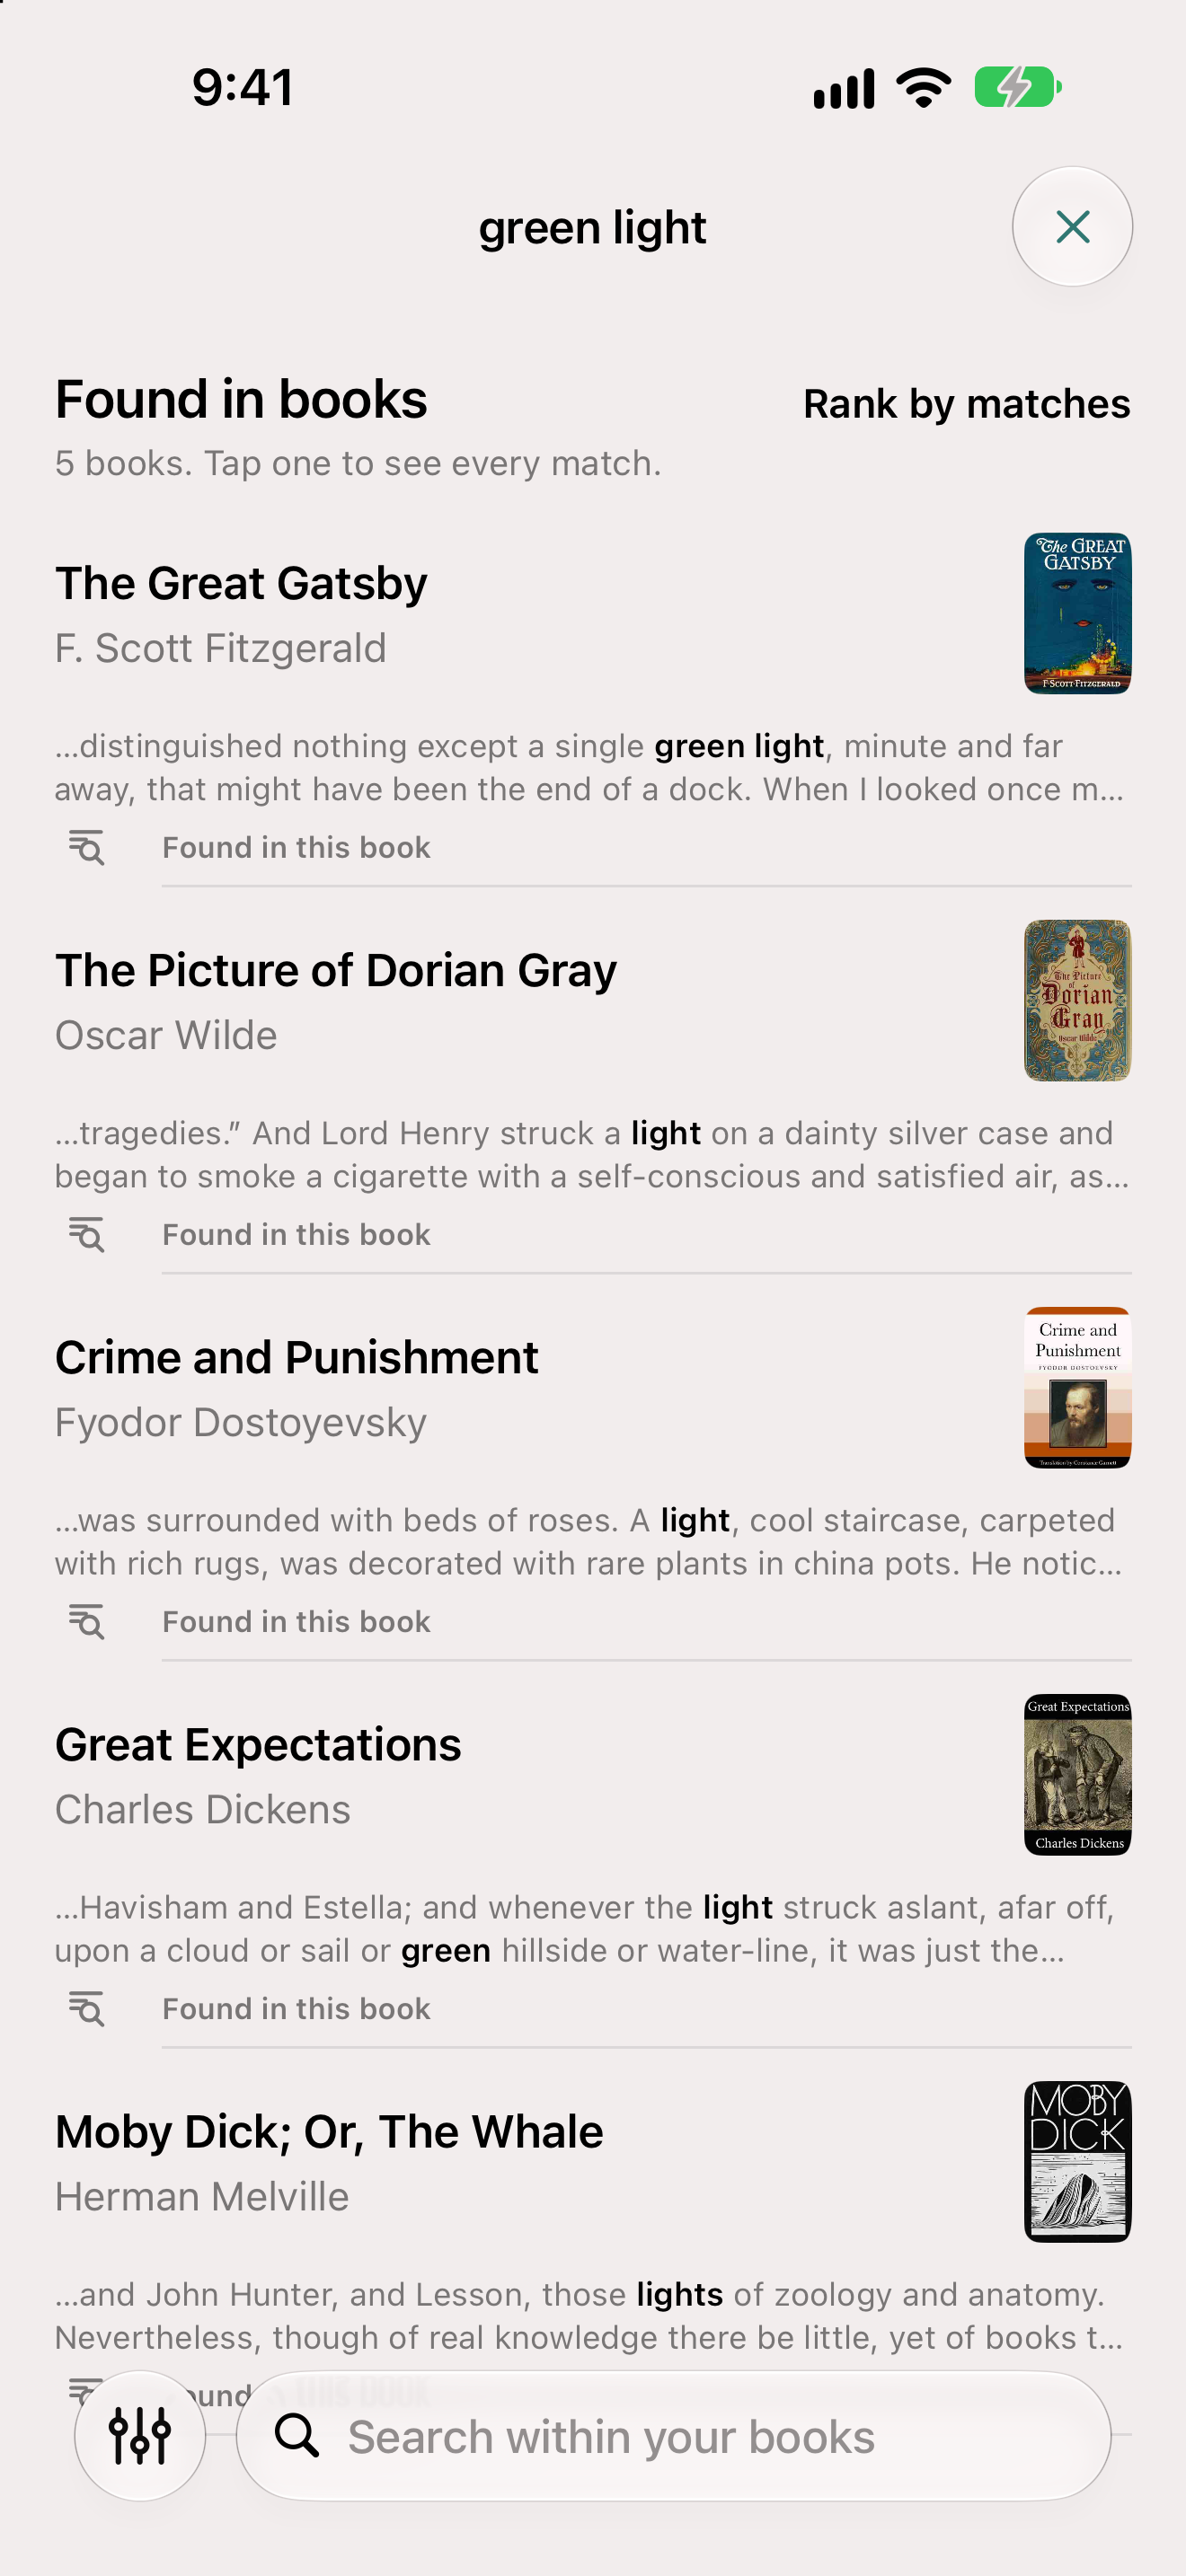 9:41
green light
Found in books
Rank by matches
5 books. Tap one to see every match.
The Great Gatsby
F. Scott Fitzgerald
The GREAT
GATSBY
F·SCOTT·FITZGERALD
...distinguished nothing except a single green light, minute and far
away, that might have been the end of a dock. When I looked once m...
Found in this book
The Picture of Dorian Gray
Oscar Wilde
The Picture
of
Dorian
Gray
Oscar Wilde
...tragedies.” And Lord Henry struck a light on a dainty silver case and
began to smoke a cigarette with a self-conscious and satisfied air, as...
Found in this book
Crime and Punishment
Fyodor Dostoyevsky
Crime and
Punishment
FYODOR DOSTOEVSKY
Translation by Constance Garnett
...was surrounded with beds of roses. A light, cool staircase, carpeted
with rich rugs, was decorated with rare plants in china pots. He notic...
Found in this book
Great Expectations
Charles Dickens
Great Expectations
Charles Dickens
...Havisham and Estella; and whenever the light struck aslant, afar off,
upon a cloud or sail or green hillside or water-line, it was just the...
Found in this book
Moby Dick; Or, The Whale
Herman Melville
MOBY
DICK
...and John Hunter, and Lesson, those lights of zoology and anatomy.
Nevertheless, though of real knowledge there be little, yet of books t...
Search within your books